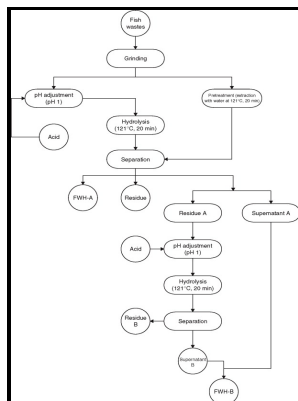 Fish
wastes
Grinding
pH adjustment
(pH 1)
Pretreatment (extraction
with water at 121°C, 20 min)
Hydrolysis
(121°C, 20 min)
Acid
Separation
FWH-A
Residue
Residue A
Supernatant A
Acid
pH adjustment
(pH 1)
Hydrolysis
(121°C, 20 min)
Residue
B
Separation
Supernatant
B
FWH-B